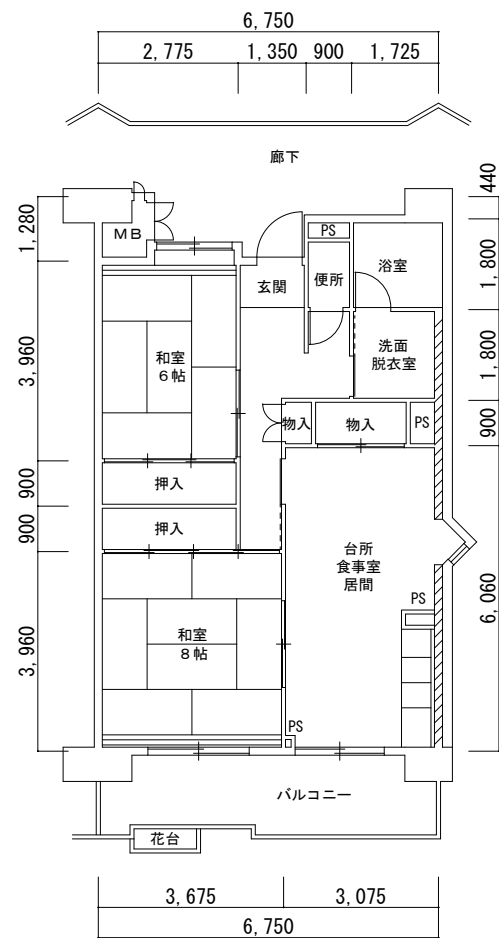 6,750
2,775
1,350
900
1,725
廊下
440
1,280
MB
PS
浴室
1,800
玄関
便所
3,960
和室
6帖
洗面
脱衣室
1,800
物入
物入
PS
900
押入
900
押入
900
台所
食事室
居間
6,060
PS
和室
8帖
3,960
PS
バルコニー
花台
3,675
3,075
6,750